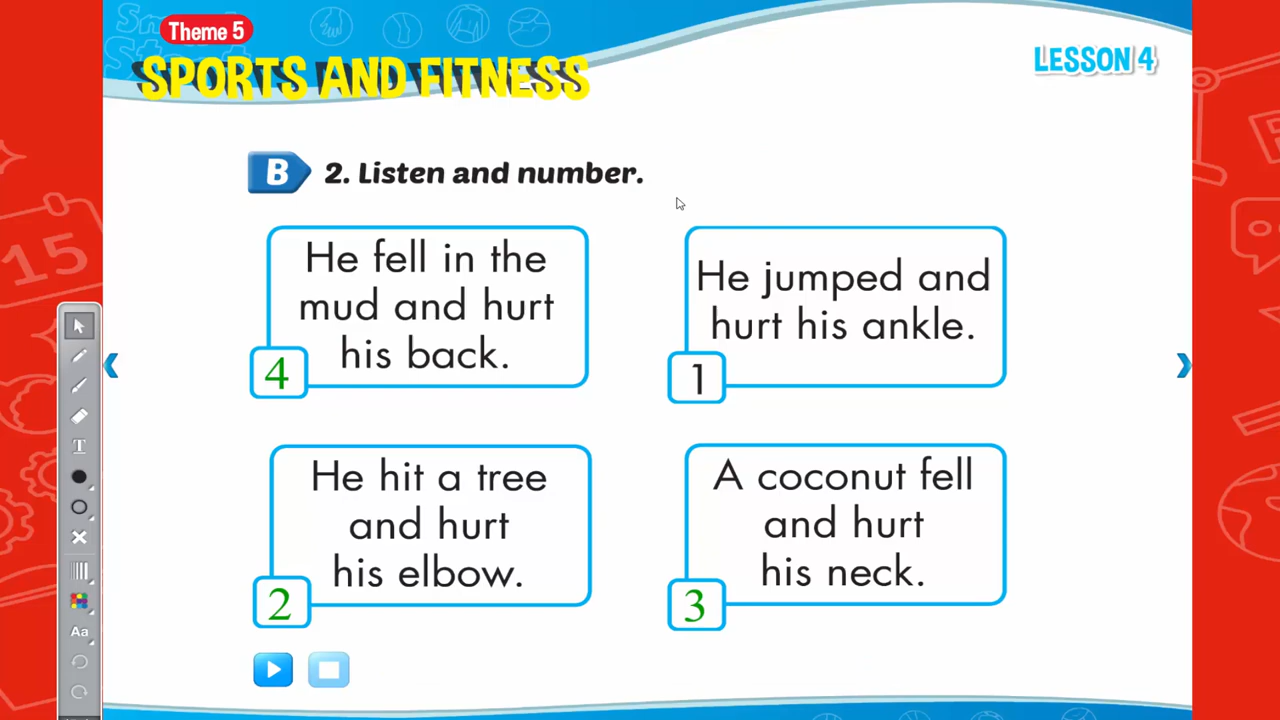 Theme 5
SPORTS AND FITNESS
LESSON 4
B 2. Listen and number.
He fell in the
mud and hurt
his back.
4
He jumped and
hurt his ankle.
1
He hit a tree
and hurt
his elbow.
2
A coconut fell
and hurt
his neck.
3
T
Aa
15